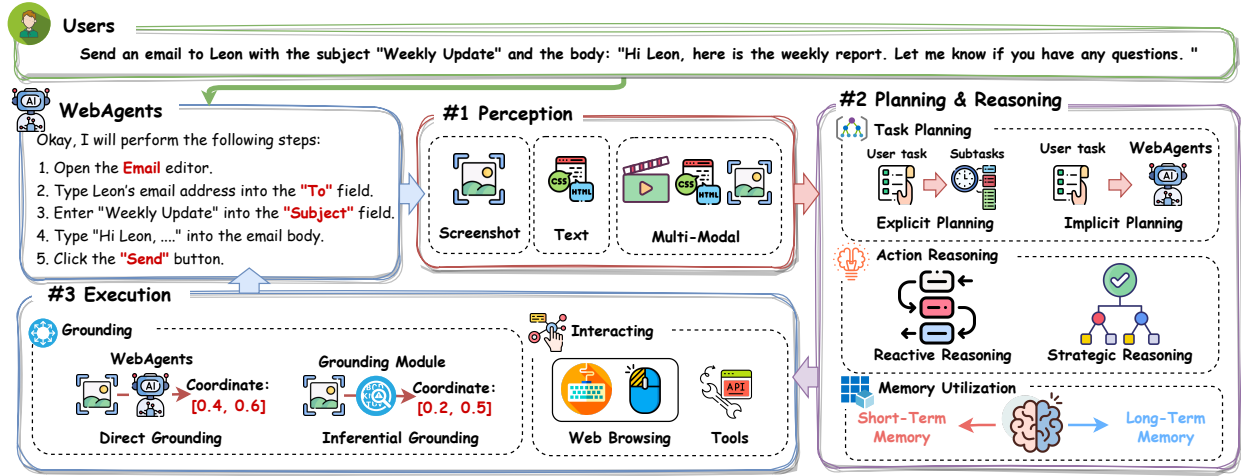 Users
Send an email to Leon with the subject "Weekly Update" and the body: "Hi Leon, here is the weekly report. Let me know if you have any questions. "
AI
WebAgents
Okay, I will perform the following steps:
1. Open the Email editor.
2. Type Leon's email address into the "To" field.
3. Enter "Weekly Update" into the "Subject" field.
4. Type "Hi Leon, ...." into the email body.
5. Click the "Send" button.
#1 Perception
CSS
HTML
CSS
HTML
Screenshot
Text
Multi-Modal
#2 Planning & Reasoning
Task Planning
User task
Subtasks
User task
WebAgents
AI
Explicit Planning
Implicit Planning
Action Reasoning
Reactive Reasoning
Strategic Reasoning
Memory Utilization
Short-Term
Memory
Long-Term
Memory
#3 Execution
Grounding
WebAgents
AI
Coordinate:
[0.4, 0.6]
Direct Grounding
Grounding Module
Coordinate:
[0.2, 0.5]
Inferential Grounding
Interacting
Web Browsing
API
Tools